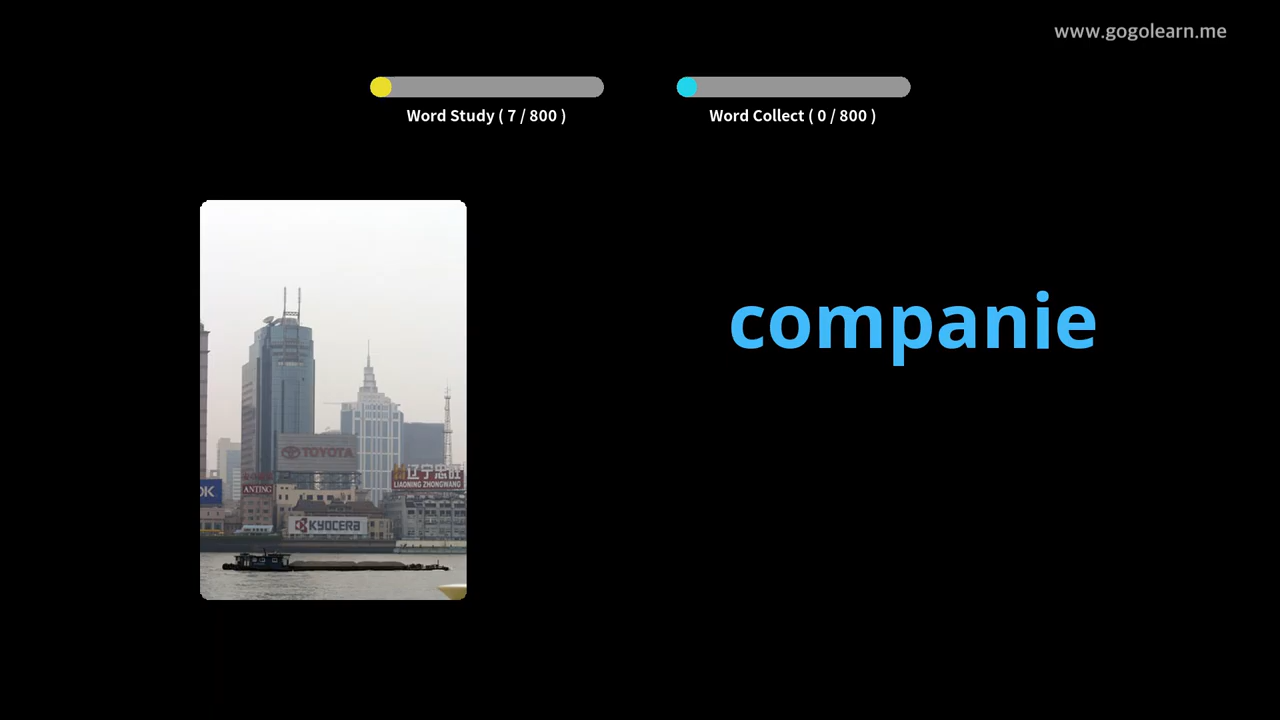 www.gogolearn.me
Word Study ( 7 / 800 )
Word Collect ( 0 / 800 )
companie
TOYOTA
辽宁忠旺
LIAONING ZHONGWANG
OK
ANTING
KYOCERA